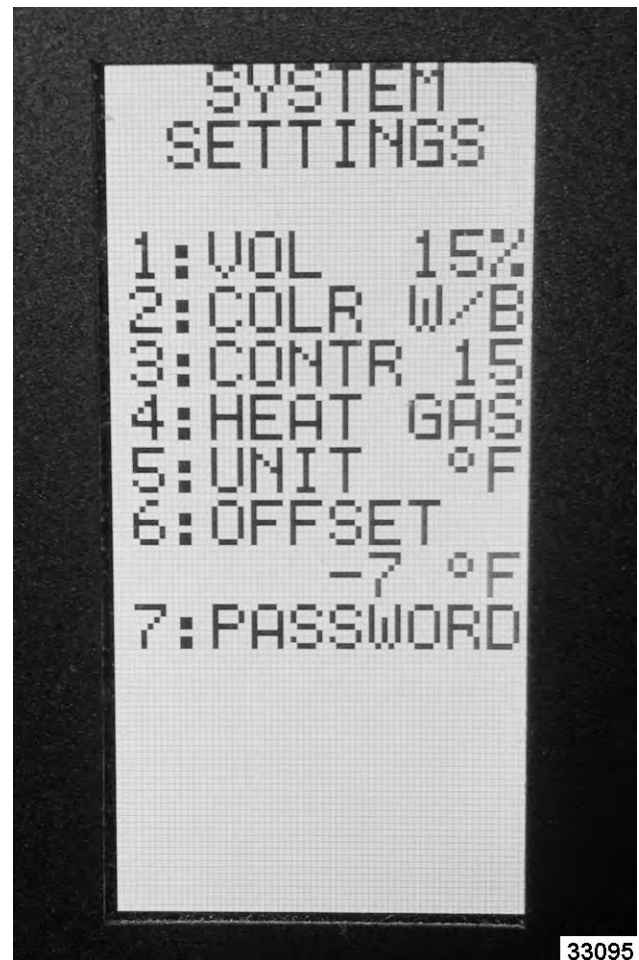 SYSTEM
SETTINGS
1:VOL 15%
2:COLR W/B
3:CONTR 15
4:HEAT GAS
5:UNIT °F
6:OFFSET
-7 °F
7:PASSWORD
33095